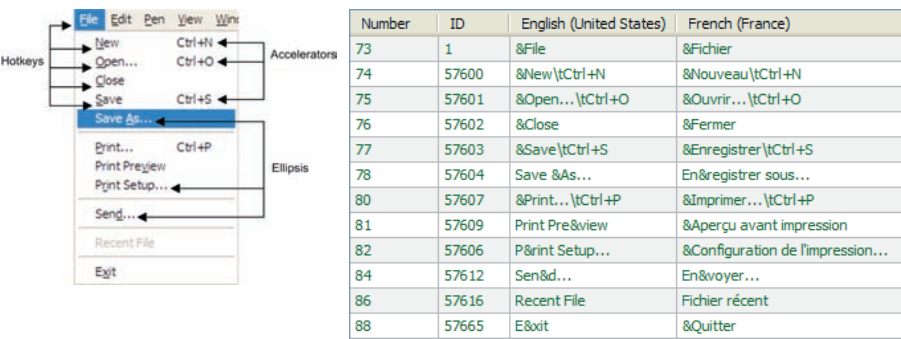 File Edit Pen View Wind
Hotkeys
New Ctrl+N
Open... Ctrl+O
Close
Save Ctrl+S
Save As...
Print... Ctrl+P
Print Preview
Print Setup...
Send...
Recent File
Exit
Accelerators
Ellipsis
Number ID English (United States) French (France)
73 1 &File &Fichier
74 57600 &New\tCtrl+N &Nouveau\tCtrl+N
75 57601 &Open...\tCtrl+O &Ouvrir...\tCtrl+O
76 57602 &Close &Fermer
77 57603 &Save\tCtrl+S &Enregistrer\tCtrl+S
78 57604 Save &As... En&registrer sous...
80 57607 &Print...\tCtrl+P &Imprimer...\tCtrl+P
81 57609 Print Pre&view &Aperçu avant impression
82 57606 P&rint Setup... &Configuration de l'impression...
84 57612 Sen&d... En&voyer...
86 57616 Recent File Fichier récent
88 57665 E&xit &Quitter